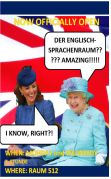 NOW OFFICIALLY OPEN
DER ENGLISCH-
SPRACHENRAUM??
??? AMAZING!!!!!
I KNOW, RIGHT?!
WHERE: RAUM 512